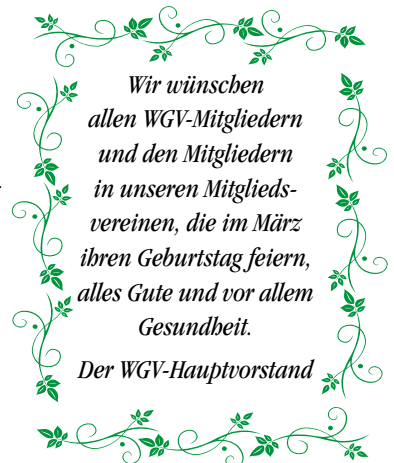 Wir wünschen
allen WGV-Mitgliedern
und den Mitgliedern
in unseren Mitglieds-
vereinen, die im März
ihren Geburtstag feiern,
alles Gute und vor allem
Gesundheit.
Der WGV-Hauptvorstand